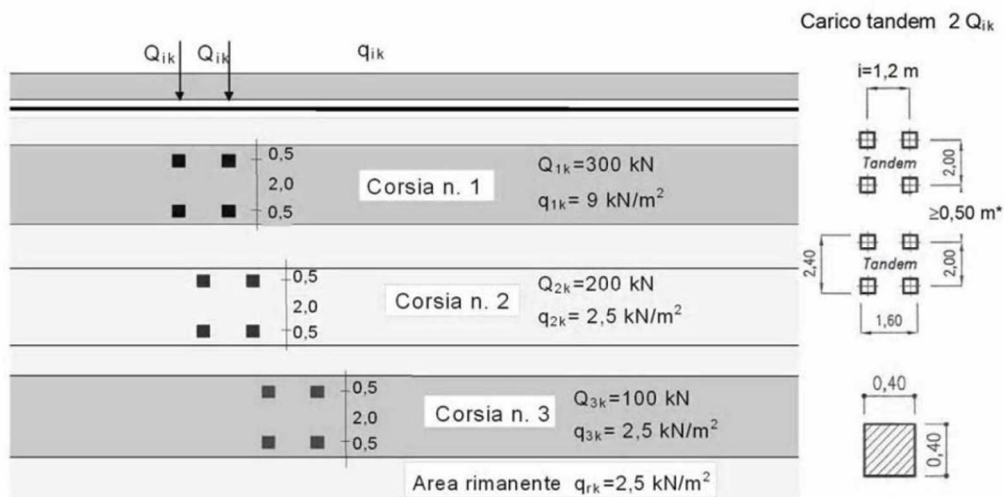 Carico tandem 2 Qik
Qik Qik qik
i=1,2 m
0,5
2,0
0,5
Corsia n. 1
Q1k=300 kN
q1k= 9 kN/m²
Tandem
2,00
≥0,50 m*
0,5
2,0
0,5
Corsia n. 2
Q2k=200 kN
q2k= 2,5 kN/m²
2,40
Tandem
2,00
1,60
0,5
2,0
0,5
Corsia n. 3
Q3k=100 kN
q3k= 2,5 kN/m²
0,40
0,40
Area rimanente qrk=2,5 kN/m²